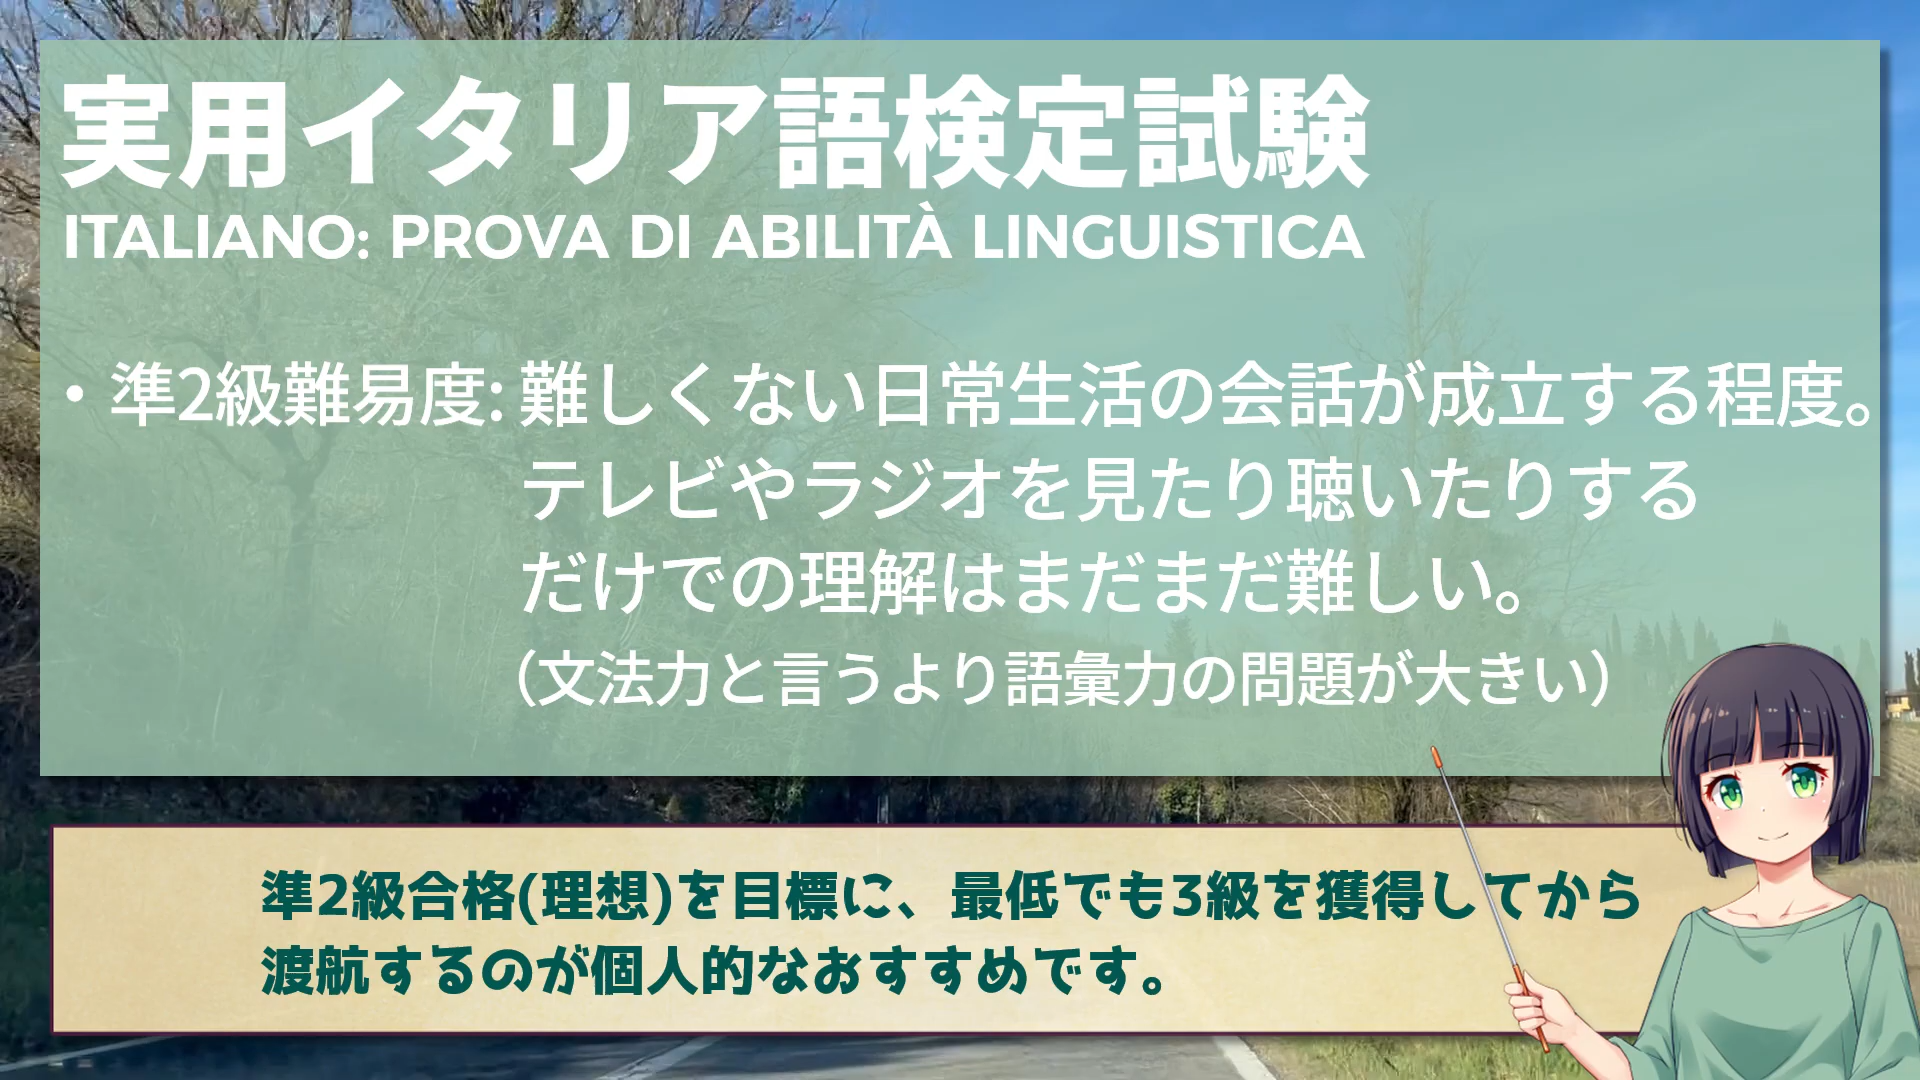 実用イタリア語検定試験
ITALIANO: PROVA DI ABILITÀ LINGUISTICA
・準2級難易度: 難しくない日常生活の会話が成立する程度。
テレビやラジオを見たり聴いたりする
だけでの理解はまだまだ難しい。
（文法力と言うより語彙力の問題が大きい）
準2級合格(理想)を目標に、最低でも3級を獲得してから
渡航するのが個人的なおすすめです。